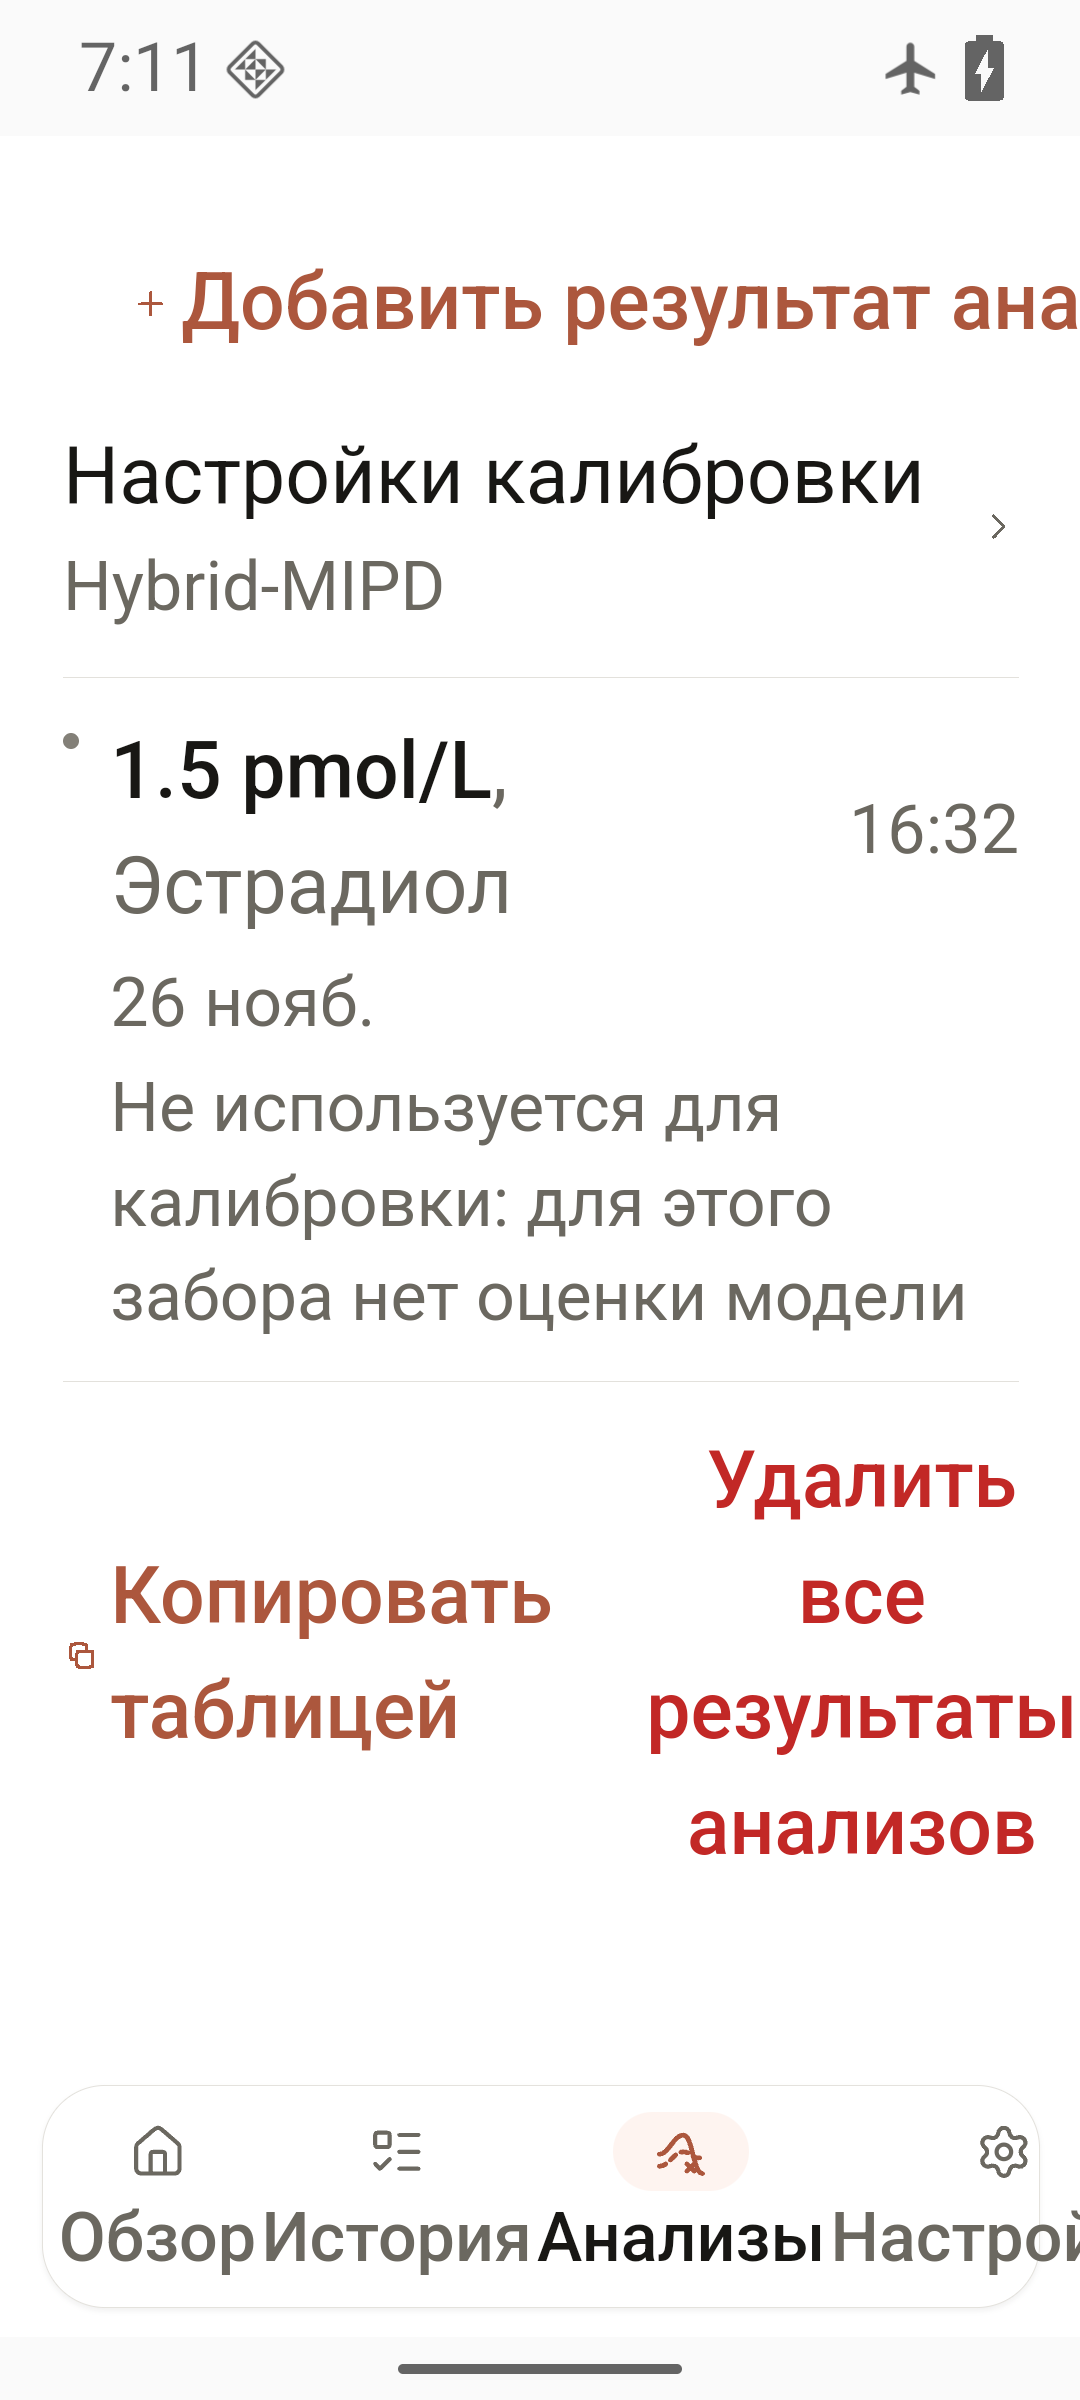 7:11
+ Добавить результат ана
Настройки калибровки
Hybrid-MIPD
1.5 pmol/L,
16:32
Эстрадиол
26 нояб.
Не используется для
калибровки: для этого
забора нет оценки модели
Копировать
таблицей
Удалить
все
результаты
анализов
Обзор История Анализы Настрой